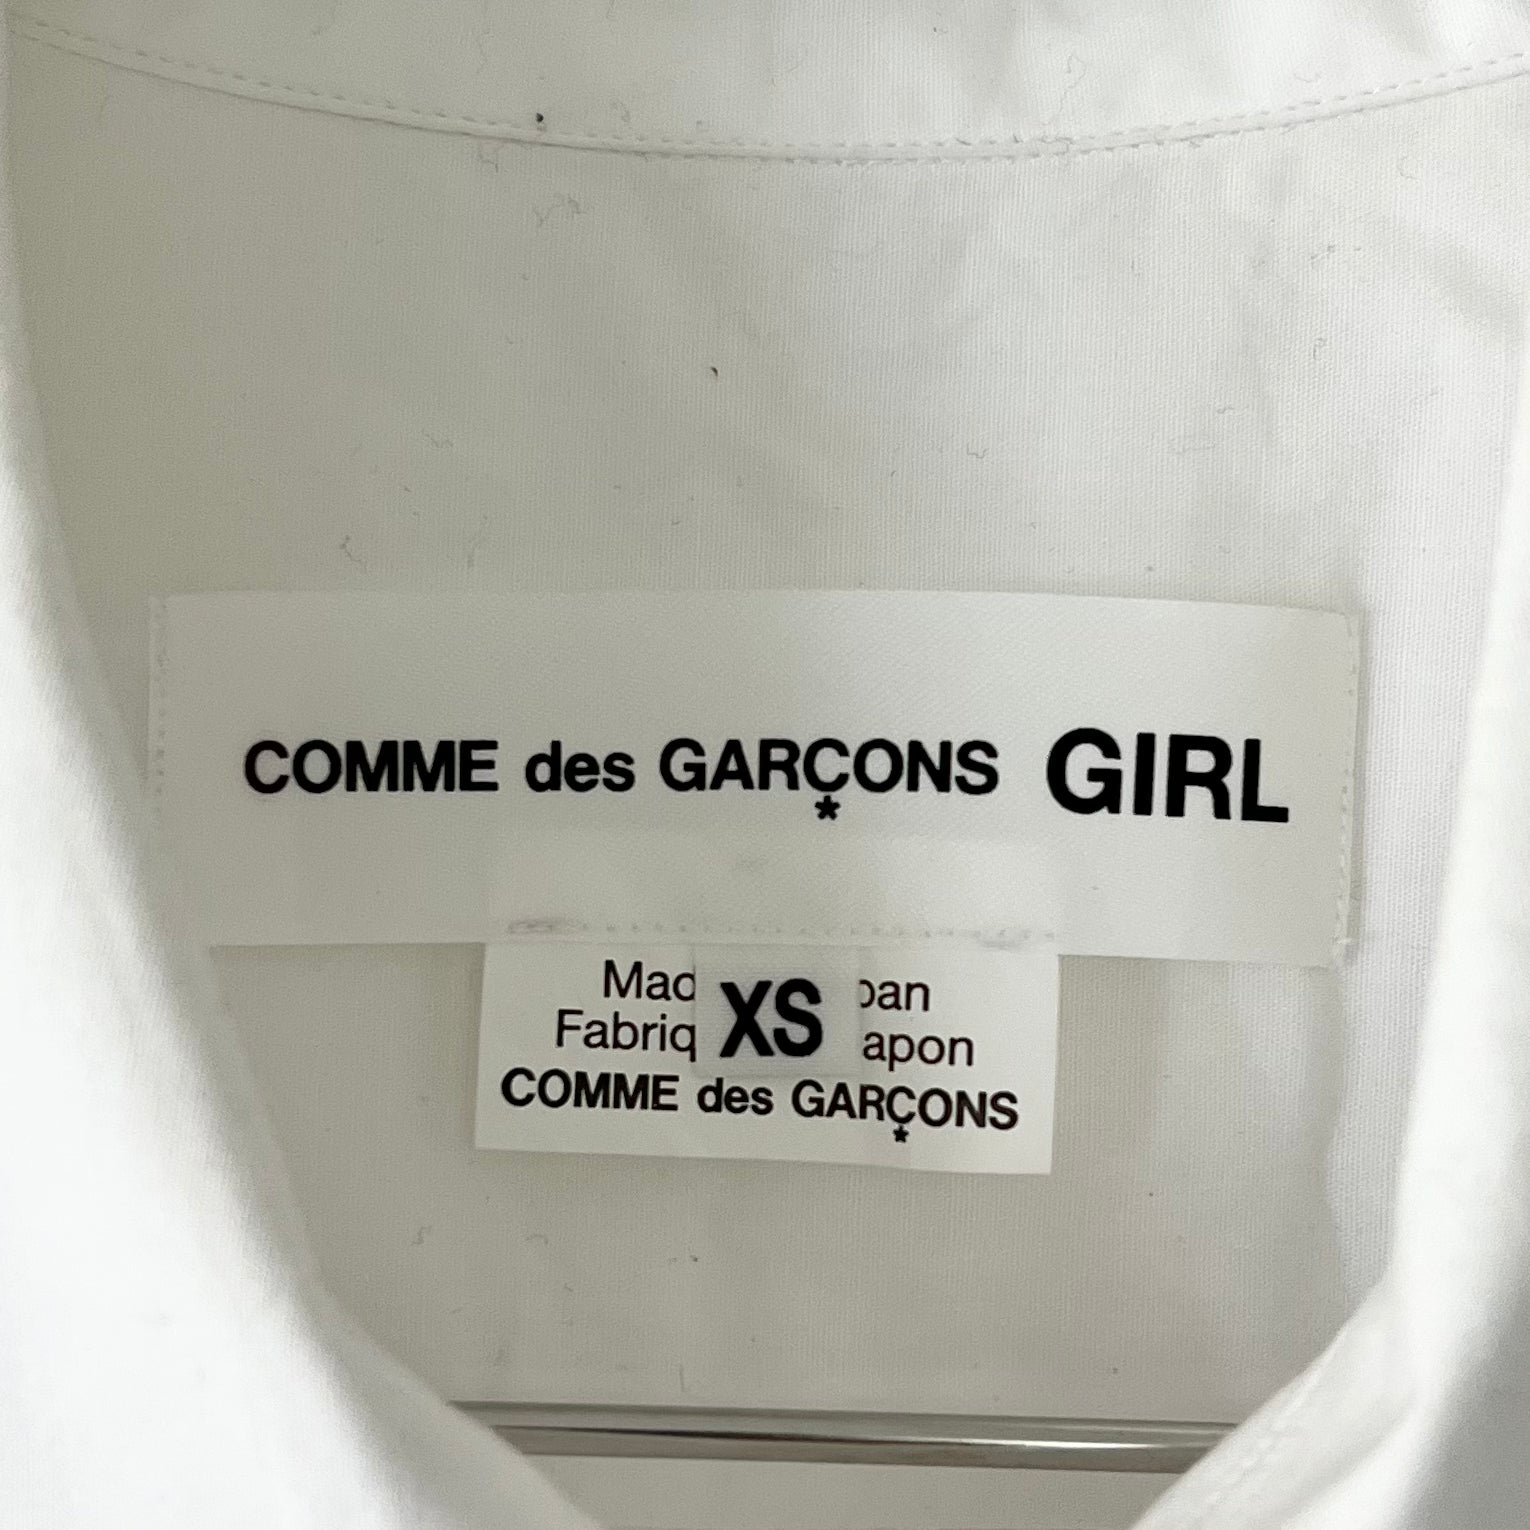 COMME des GARÇONS GIRL
XS
Mad pan
Fabriq apon
COMME des GARÇONS